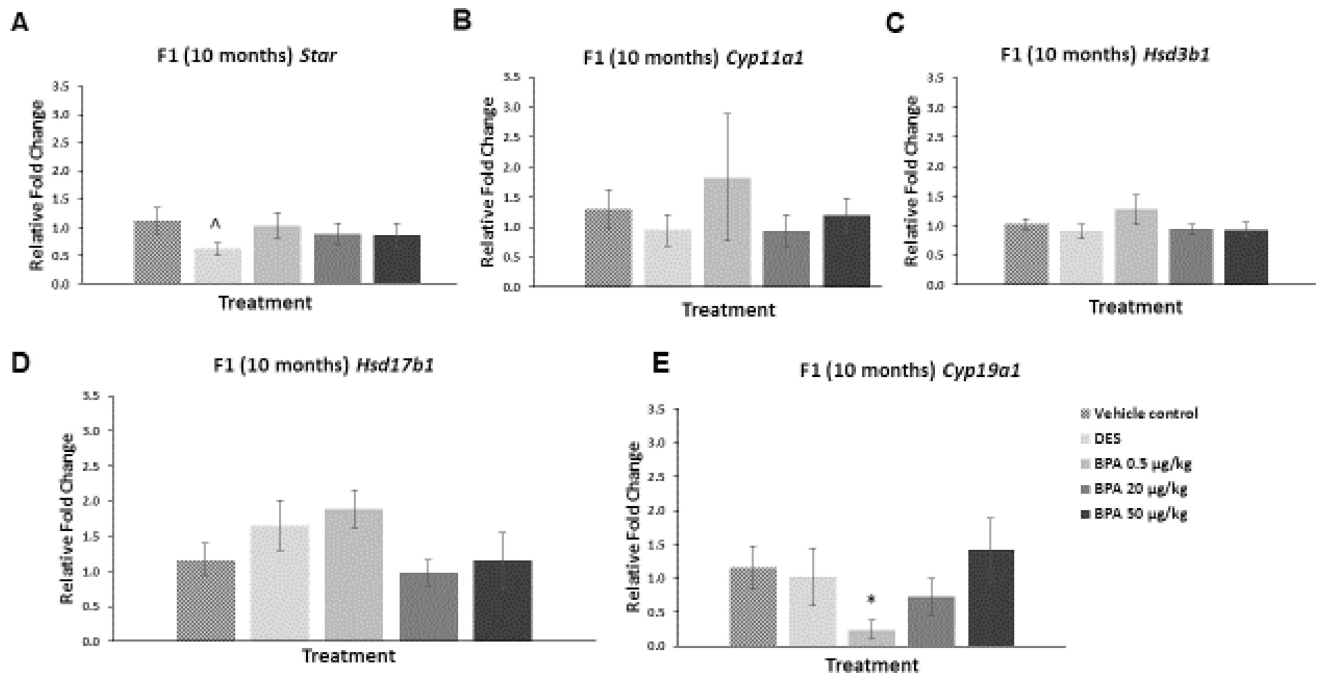 A
F1 (10 months) Star
Relative Fold Change
3.5
3.0
2.5
2.0
1.5
1.0
0.5
0.0
^
Treatment
B
F1 (10 months) Cyp11a1
Relative Fold Change
3.5
3.0
2.5
2.0
1.5
1.0
0.5
0.0
Treatment
C
F1 (10 months) Hsd3b1
Relative Fold Change
3.5
3.0
2.5
2.0
1.5
1.0
0.5
0.0
Treatment
D
F1 (10 months) Hsd17b1
Relative Fold Change
3.5
3.0
2.5
2.0
1.5
1.0
0.5
0.0
Treatment
E
F1 (10 months) Cyp19a1
Relative Fold Change
3.5
3.0
2.5
2.0
1.5
1.0
0.5
0.0
*
Treatment
Vehicle control
DES
BPA 0.5 µg/kg
BPA 20 µg/kg
BPA 50 µg/kg